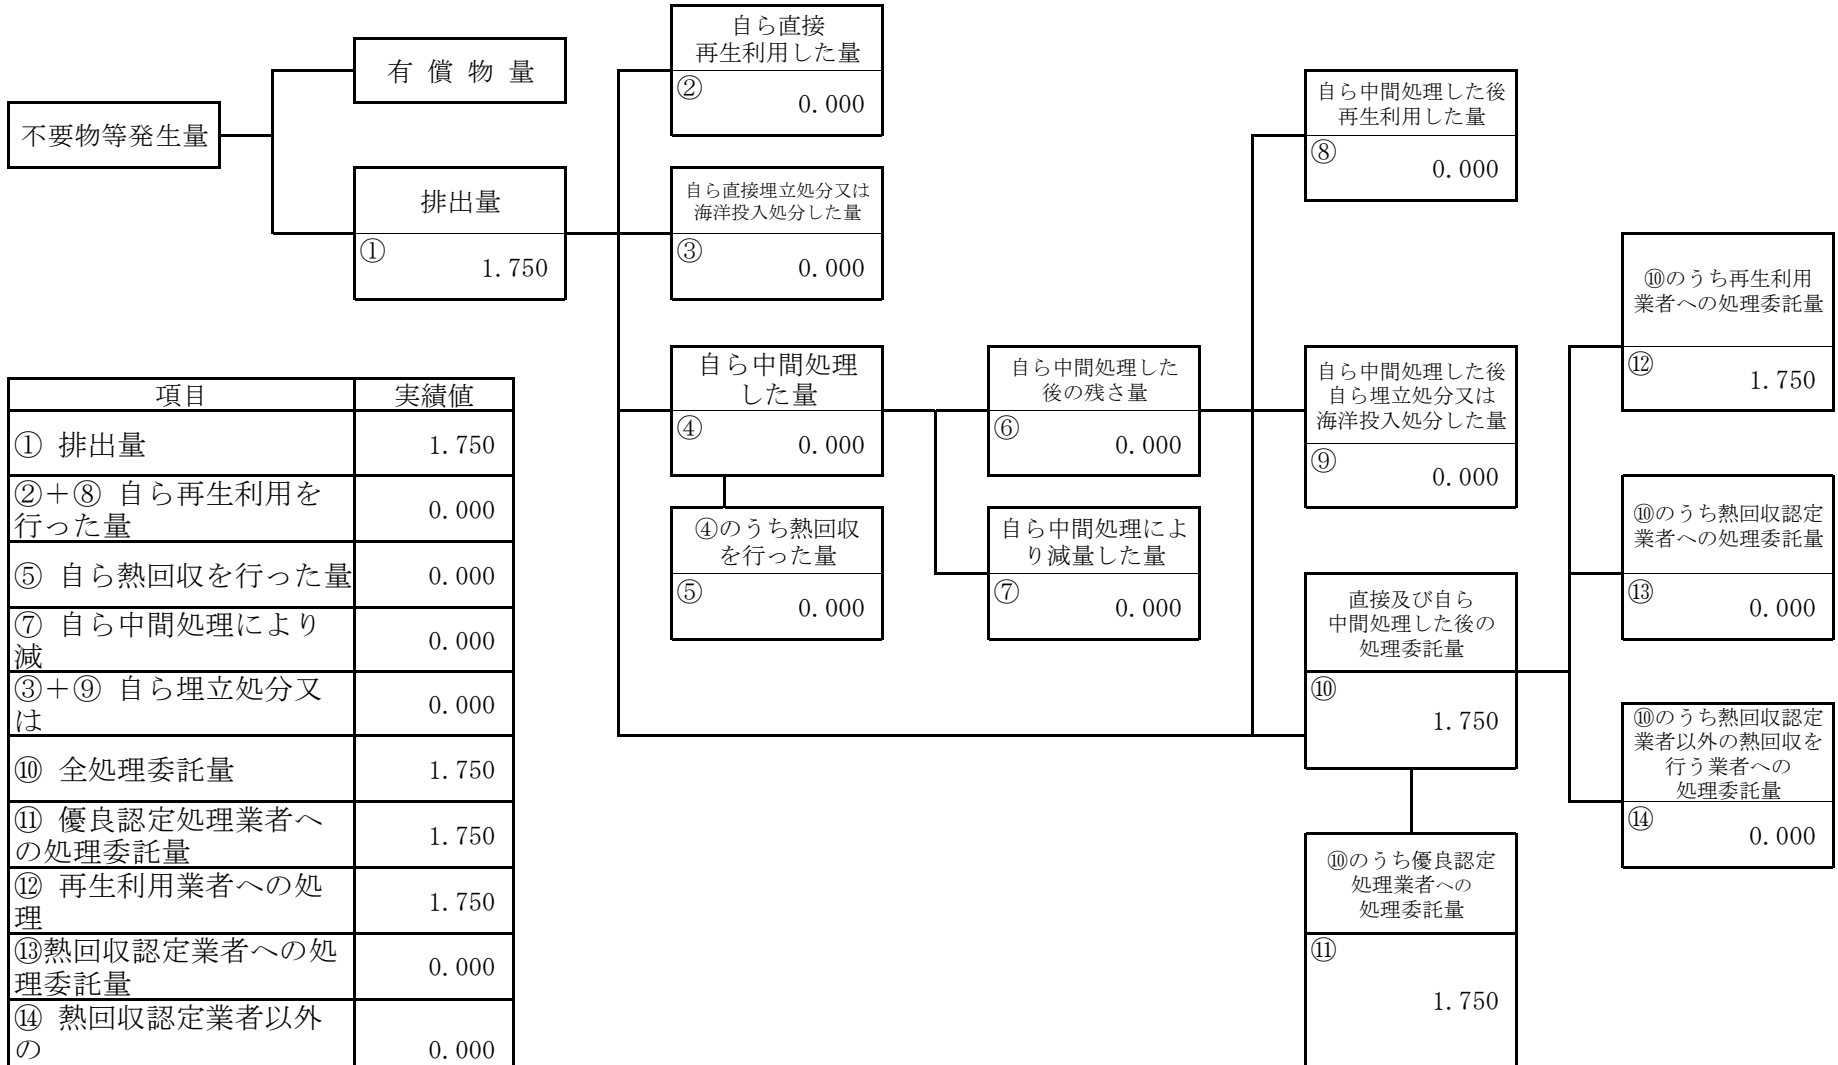 自ら直接
再生利用した量
②
0.000
有 償 物 量
不要物等発生量
自ら中間処理した後
再生利用した量
⑧
0.000
排出量
①
1.750
自ら直接埋立処分又は
海洋投入処分した量
③
0.000
⑩のうち再生利用
業者への処理委託量
⑫
1.750
自ら中間処理
した量
④
0.000
自ら中間処理した
後の残さ量
⑥
0.000
自ら中間処理した後
自ら埋立処分又は
海洋投入処分した量
⑨
0.000
④のうち熱回収
を行った量
⑤
0.000
自ら中間処理によ
り減量した量
⑦
0.000
⑩のうち熱回収認定
業者への処理委託量
⑬
0.000
直接及び自ら
中間処理した後の
処理委託量
⑩
1.750
⑩のうち熱回収認定
業者以外の熱回収を
行う業者への
処理委託量
⑭
0.000
⑩のうち優良認定
処理業者への
処理委託量
⑪
1.750
項目 実績値
① 排出量 1.750
②＋⑧ 自ら再生利用を
行った量 0.000
⑤ 自ら熱回収を行った量 0.000
⑦ 自ら中間処理により
減 0.000
③＋⑨ 自ら埋立処分又
は 0.000
⑩ 全処理委託量 1.750
⑪ 優良認定処理業者へ
の処理委託量 1.750
⑫ 再生利用業者への処
理 1.750
⑬熱回収認定業者への処
理委託量 0.000
⑭ 熱回収認定業者以外
の 0.000